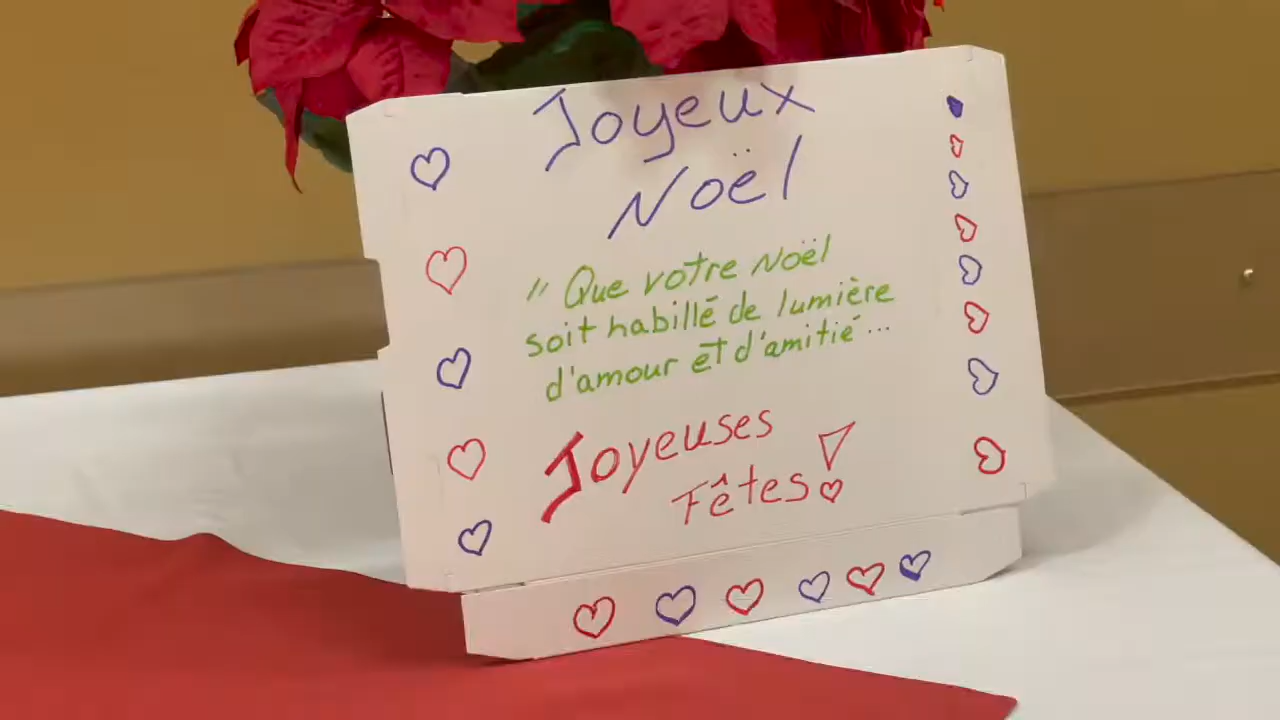 Joyeux
Noël
" Que votre Noël
soit habillé de lumière
d'amour et d'amitié...
Joyeuses
Fêtes!